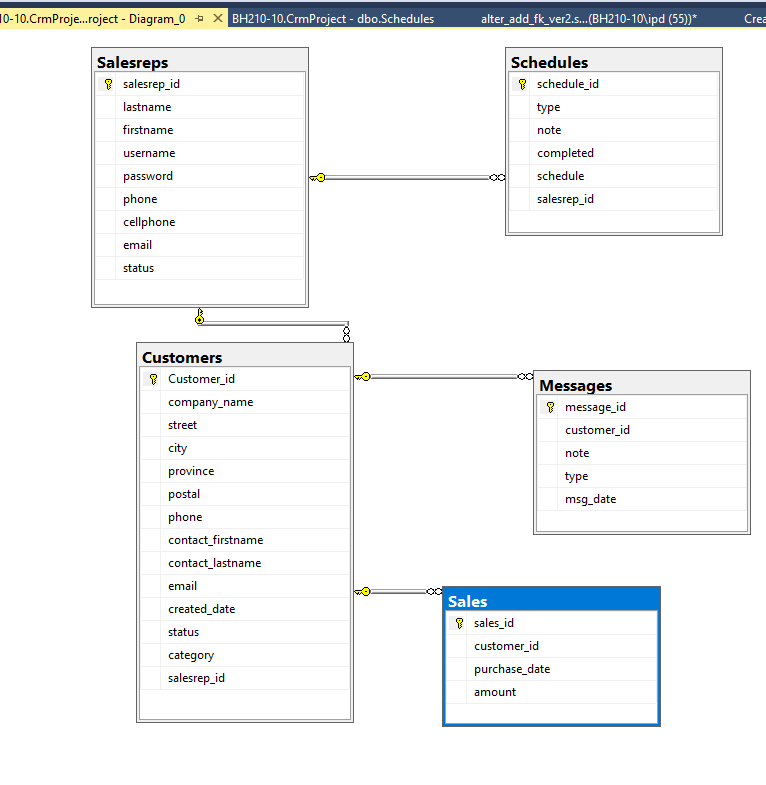 10-10.CrmProje...roject - Diagram_0
BH210-10.CrmProject - dbo.Schedules
alter_add_fk_ver2.s...(BH210-10\ipd (55))*
Crea
Salesreps
salesrep_id
lastname
firstname
username
password
phone
cellphone
email
status
Schedules
schedule_id
type
note
completed
schedule
salesrep_id
Customers
Customer_id
company_name
street
city
province
postal
phone
contact_firstname
contact_lastname
email
created_date
status
category
salesrep_id
Messages
message_id
customer_id
note
type
msg_date
Sales
sales_id
customer_id
purchase_date
amount